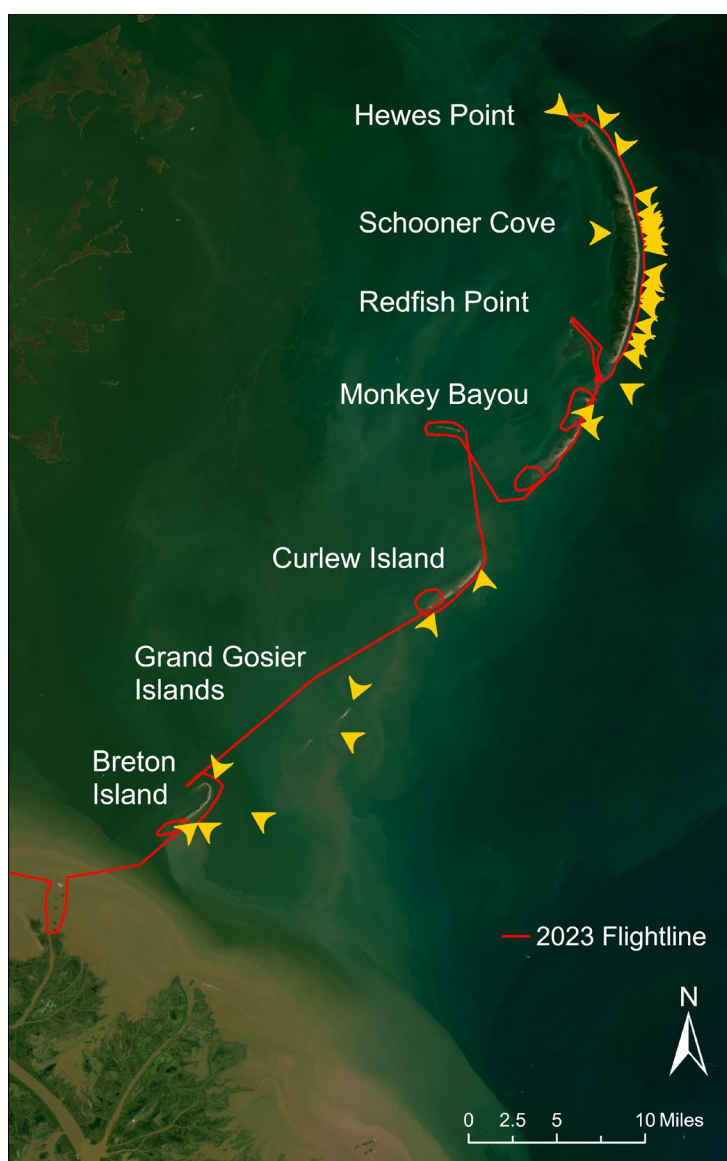 Hewes Point
Schooner Cove
Redfish Point
Monkey Bayou
Curlew Island
Grand Gosier
Islands
Breton
Island
2023 Flightline
N
0 2.5 5 10 Miles